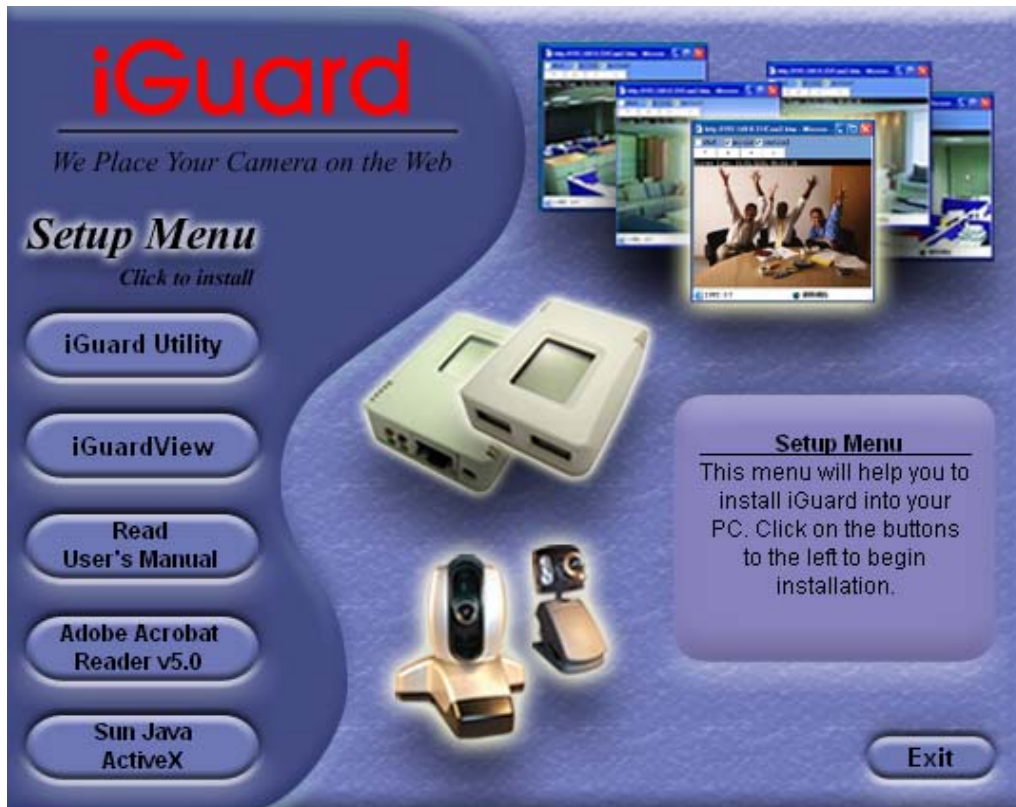 iGuard
We Place Your Camera on the Web
Setup Menu
Click to install
iGuard Utility
iGuardView
Read
User's Manual
Adobe Acrobat
Reader v5.0
Sun Java
ActiveX
Setup Menu
This menu will help you to
install iGuard into your
PC. Click on the buttons
to the left to begin
installation.
Exit